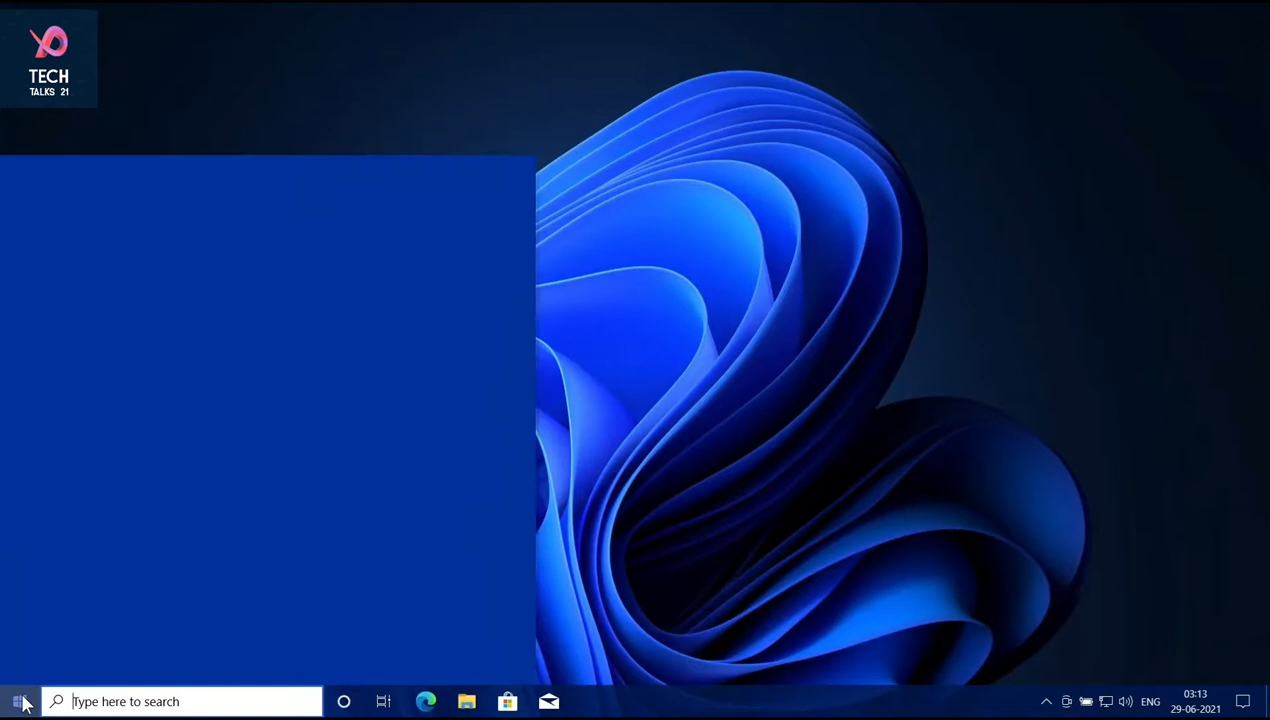 TECH
TALKS 21
Type here to search
ENG
03:13
29-06-2021